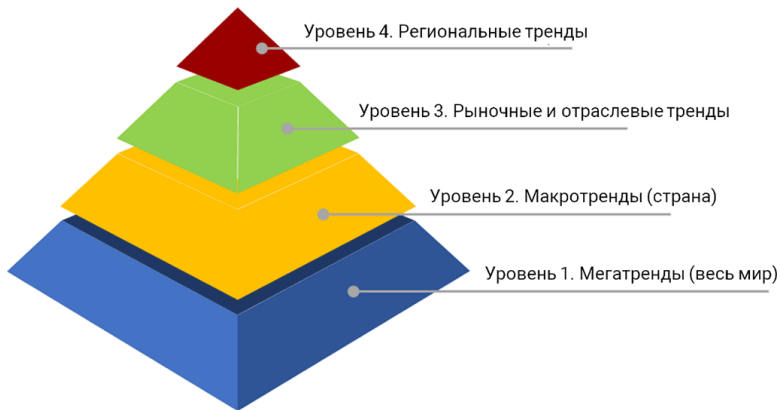 Уровень 4. Региональные тренды
Уровень 3. Рыночные и отраслевые тренды
Уровень 2. Макротренды (страна)
Уровень 1. Мегатренды (весь мир)